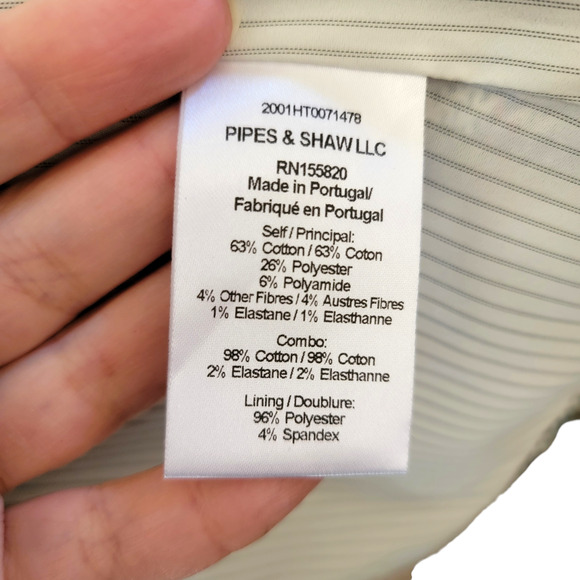 2001HT0071478
PIPES & SHAW LLC
RN155820
Made in Portugal/
Fabriqué en Portugal
Self / Principal:
63% Cotton / 63% Coton
26% Polyester
6% Polyamide
4% Other Fibres / 4% Austres Fibres
1% Elastane / 1% Elasthanne
Combo:
98% Cotton / 98% Coton
2% Elastane / 2% Elasthanne
Lining / Doublure:
96% Polyester
4% Spandex